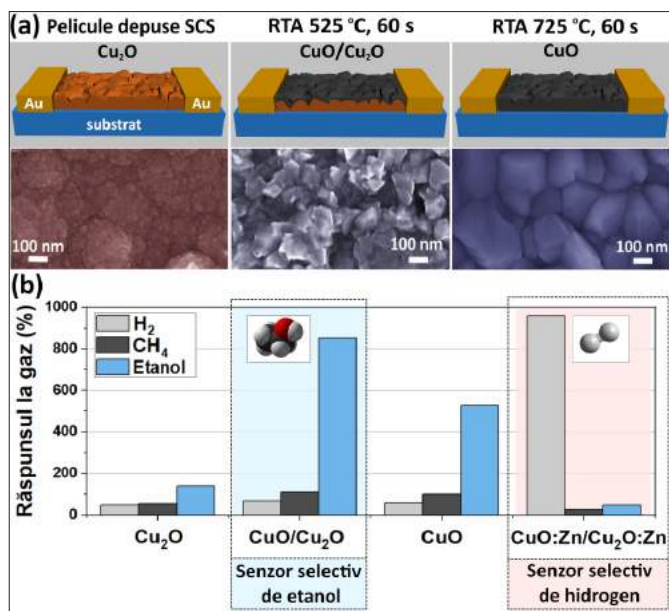 (a) Pelicule depuse SCS RTA 525 °C, 60 s RTA 725 °C, 60 s
Cu₂O CuO/Cu₂O CuO
Au Au
substrat
100 nm 100 nm 100 nm
(b)
1000
800
600
400
200
0
Răspunsul la gaz (%)
H₂
CH₄
Etanol
Cu₂O CuO/Cu₂O CuO CuO:Zn/Cu₂O:Zn
Senzor selectiv Senzor selectiv
de etanol de hidrogen